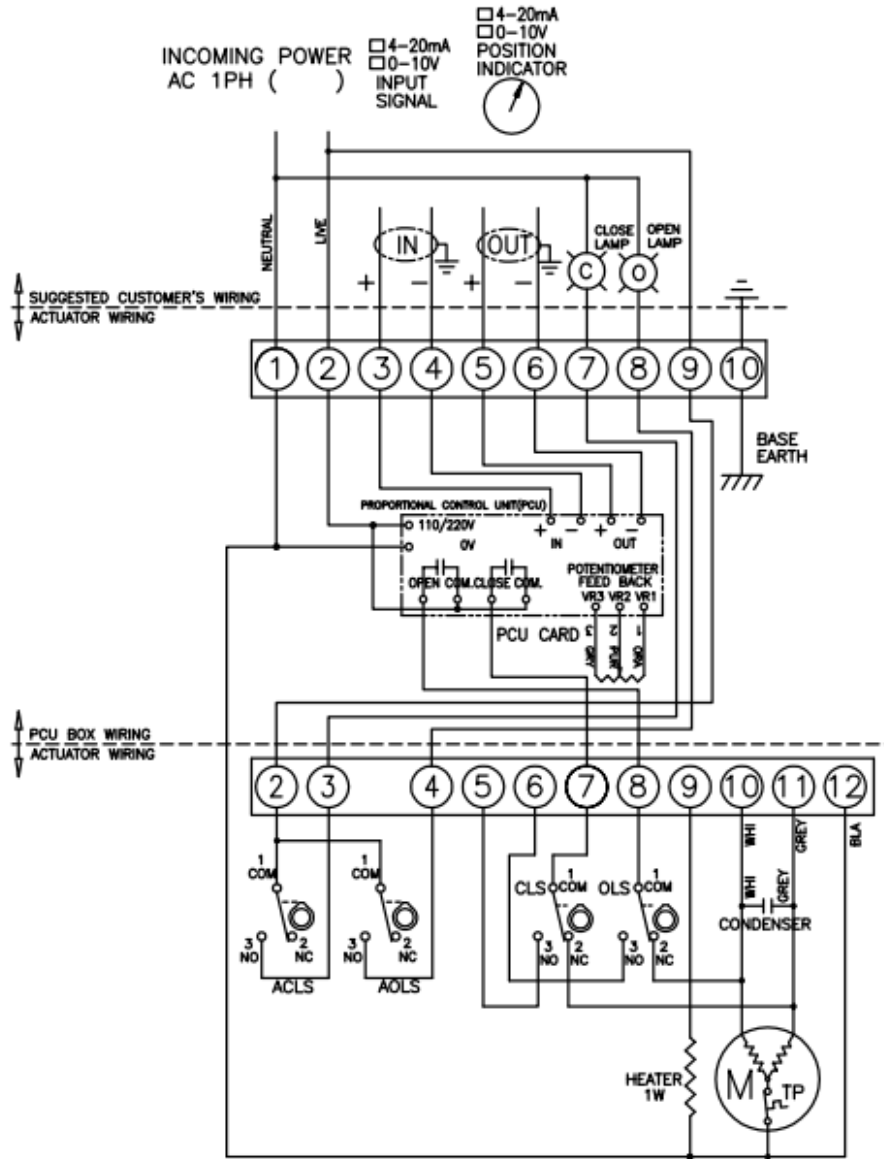 □4-20mA
□0-10V
POSITION
INDICATOR
□4-20mA
□0-10V
INPUT
SIGNAL
INCOMING POWER
AC 1PH ( )
NEUTRAL
LIVE
IN
OUT
+ - + -
CLOSE
LAMP
OPEN
LAMP
C
O
SUGGESTED CUSTOMER'S WIRING
ACTUATOR WIRING
1 2 3 4 5 6 7 8 9 10
BASE
EARTH
PROPORTIONAL CONTROL UNIT(PCU)
110/220V
0V
+ - + -
IN OUT
OPEN COM. CLOSE COM.
POTENTIOMETER
FEED BACK
VR3 VR2 VR1
PCU CARD
3 GRY
2 PUR
1 ORA
PCU BOX WIRING
ACTUATOR WIRING
2 3 4 5 6 7 8 9 10 11 12
WHI
GREY
BLA
WHI
GREY
CONDENSER
1
COM
3
NO
2
NC
ACLS
1
COM
3
NO
2
NC
AOLS
CLS
1
COM
3
NO
2
NC
OLS
1
COM
3
NO
2
NC
HEATER
1W
M
TP